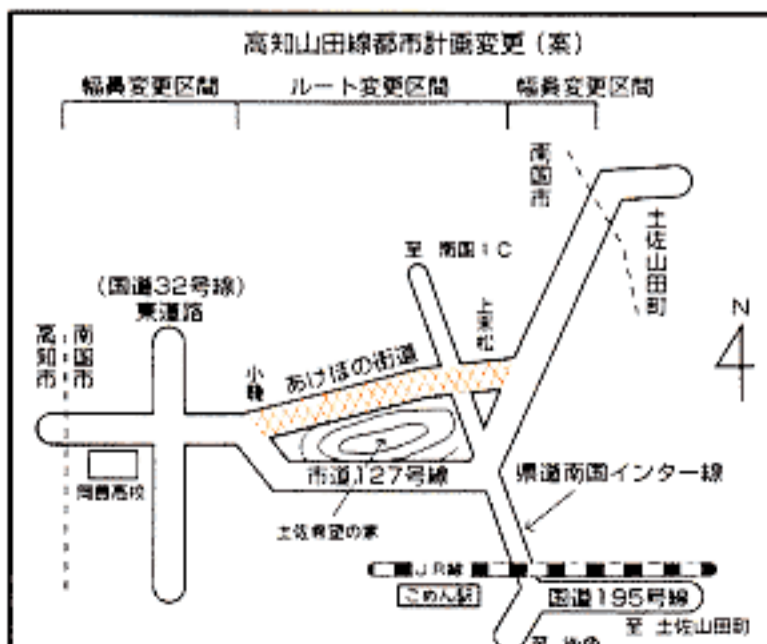 高知山田線都市計画変更（案）
幅員変更区間
ルート変更区間
幅員変更区間
南国市
土佐山田町
至 南国IC
(国道32号線)
東道路
高知市
南国市
小籠
あけぼの街道
上末松
N
岡豊高校
市道127号線
県道南国インター線
土佐希望の家
JR線
ごめん駅
国道195号線
至 土佐山田町
至